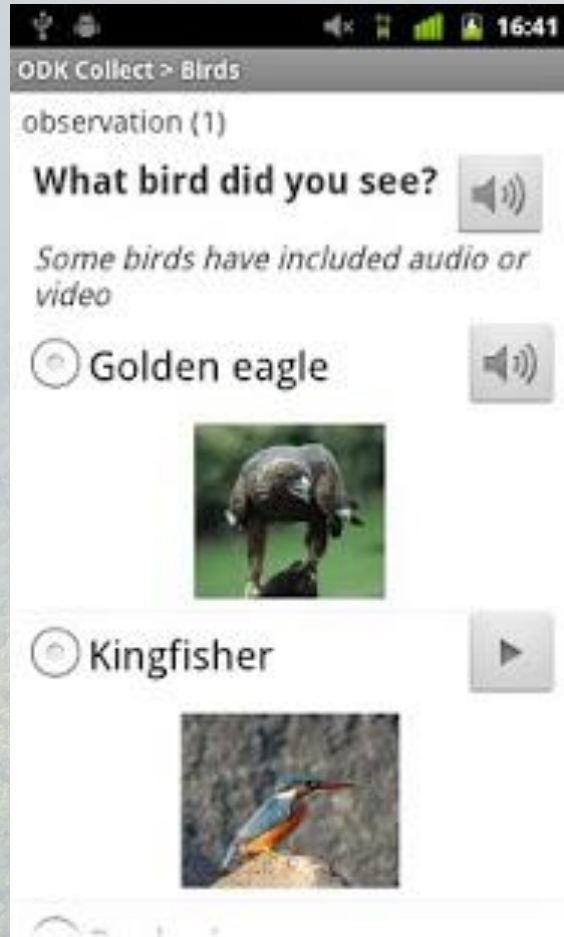 16:41
ODK Collect > Birds
observation (1)
What bird did you see?
Some birds have included audio or
video
Golden eagle
Kingfisher